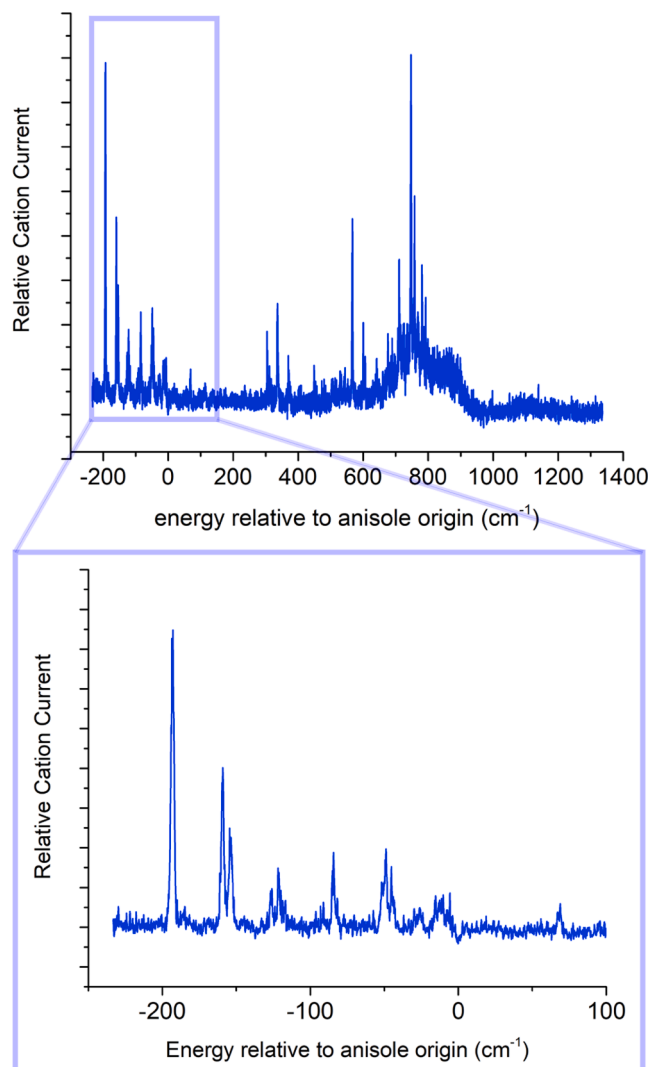 Relative Cation Current
-200 0 200 400 600 800 1000 1200 1400
energy relative to anisole origin (cm⁻¹)
Relative Cation Current
-200 -100 0 100
Energy relative to anisole origin (cm⁻¹)